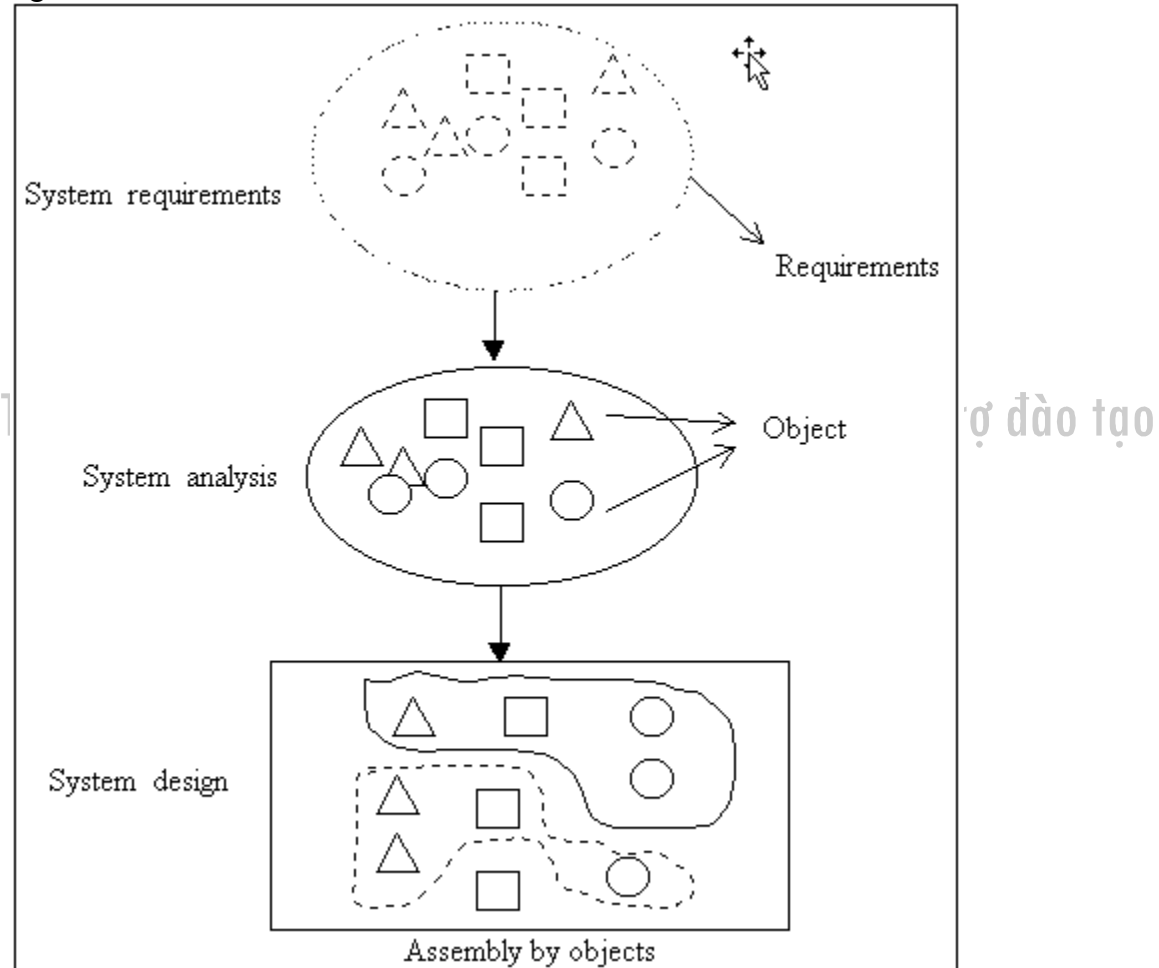 System requirements
Requirements
Object
ợ đào tạo
System analysis
System design
Assembly by objects